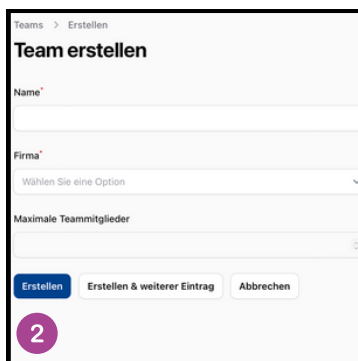 Teams > Erstellen
Team erstellen
Name*
Firma*
Wählen Sie eine Option
Maximale Teammitglieder
Erstellen Erstellen & weiterer Eintrag Abbrechen
2